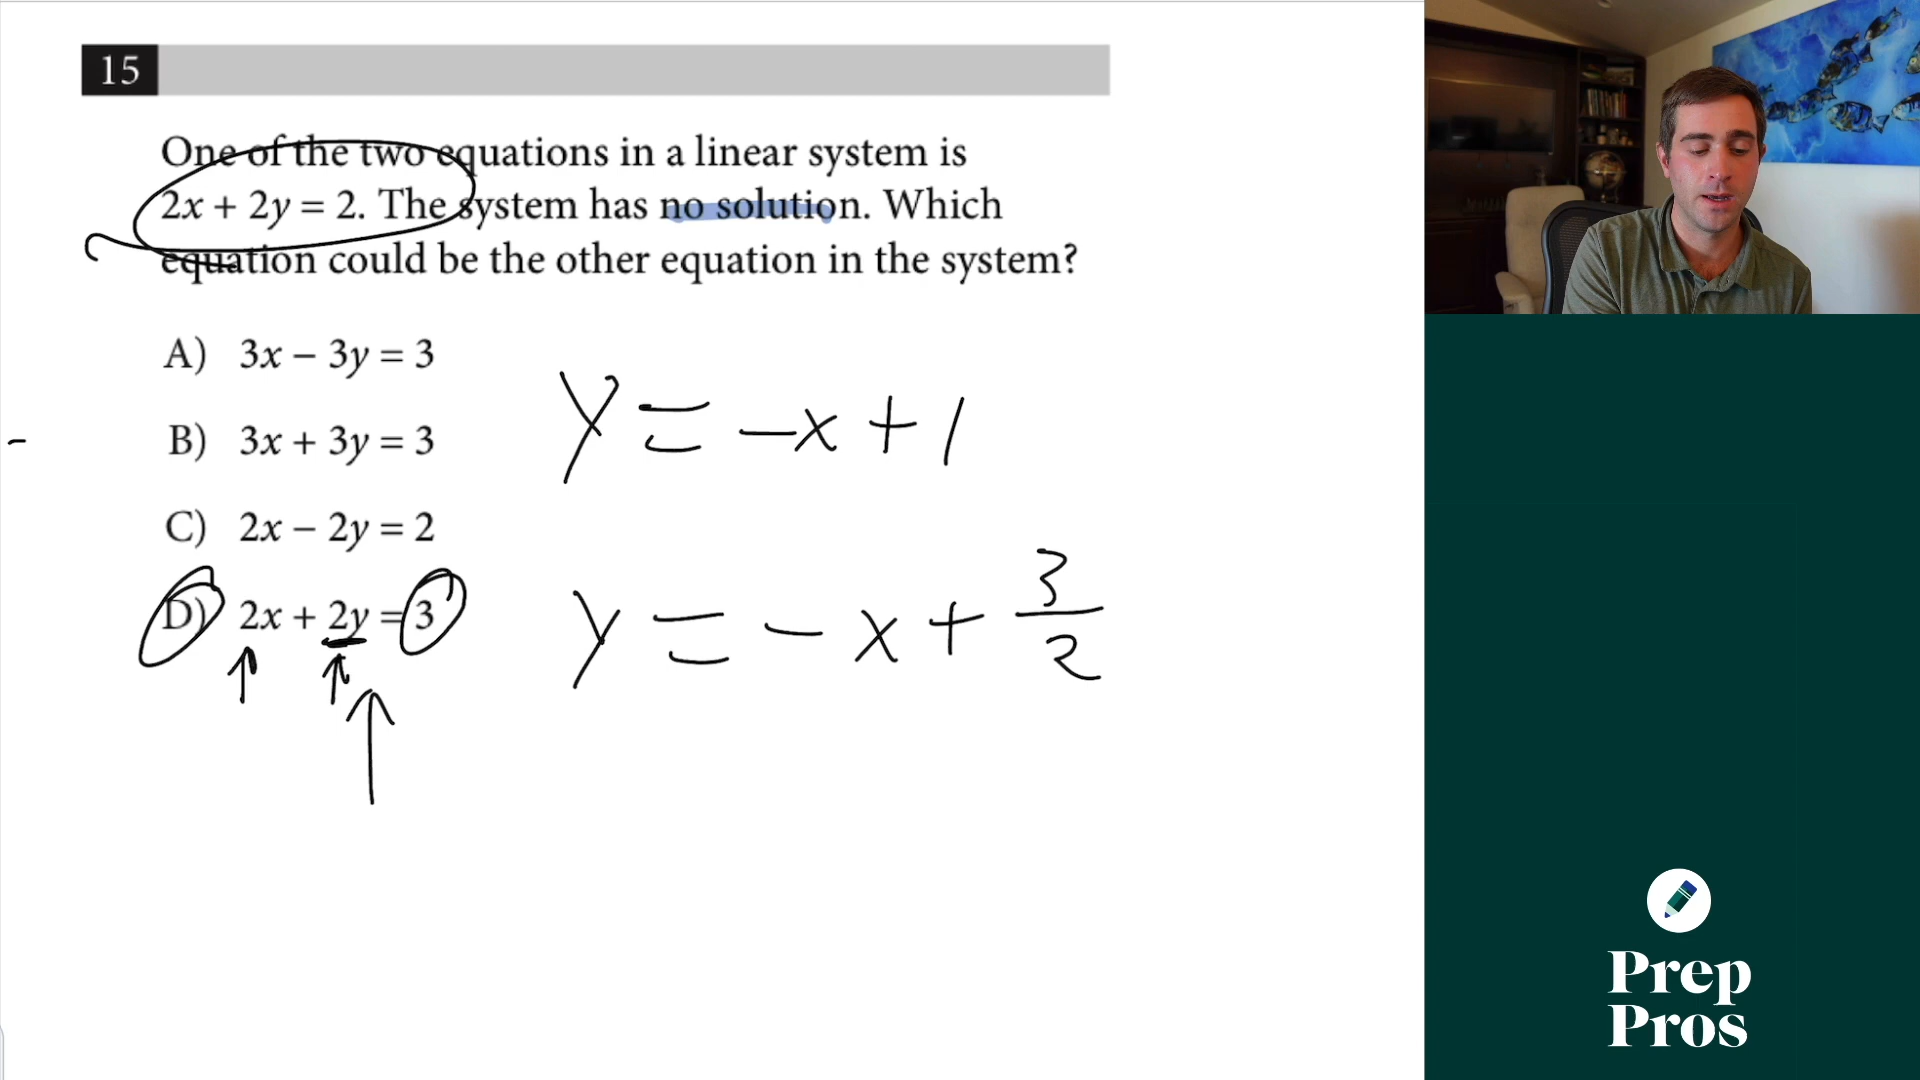 15
One of the two equations in a linear system is
2x + 2y = 2. The system has no solution. Which
equation could be the other equation in the system?
A) 3x − 3y = 3
B) 3x + 3y = 3
y = −x + 1
C) 2x − 2y = 2
D) 2x + 2y = 3
y = −x + 3/2
Prep
Pros